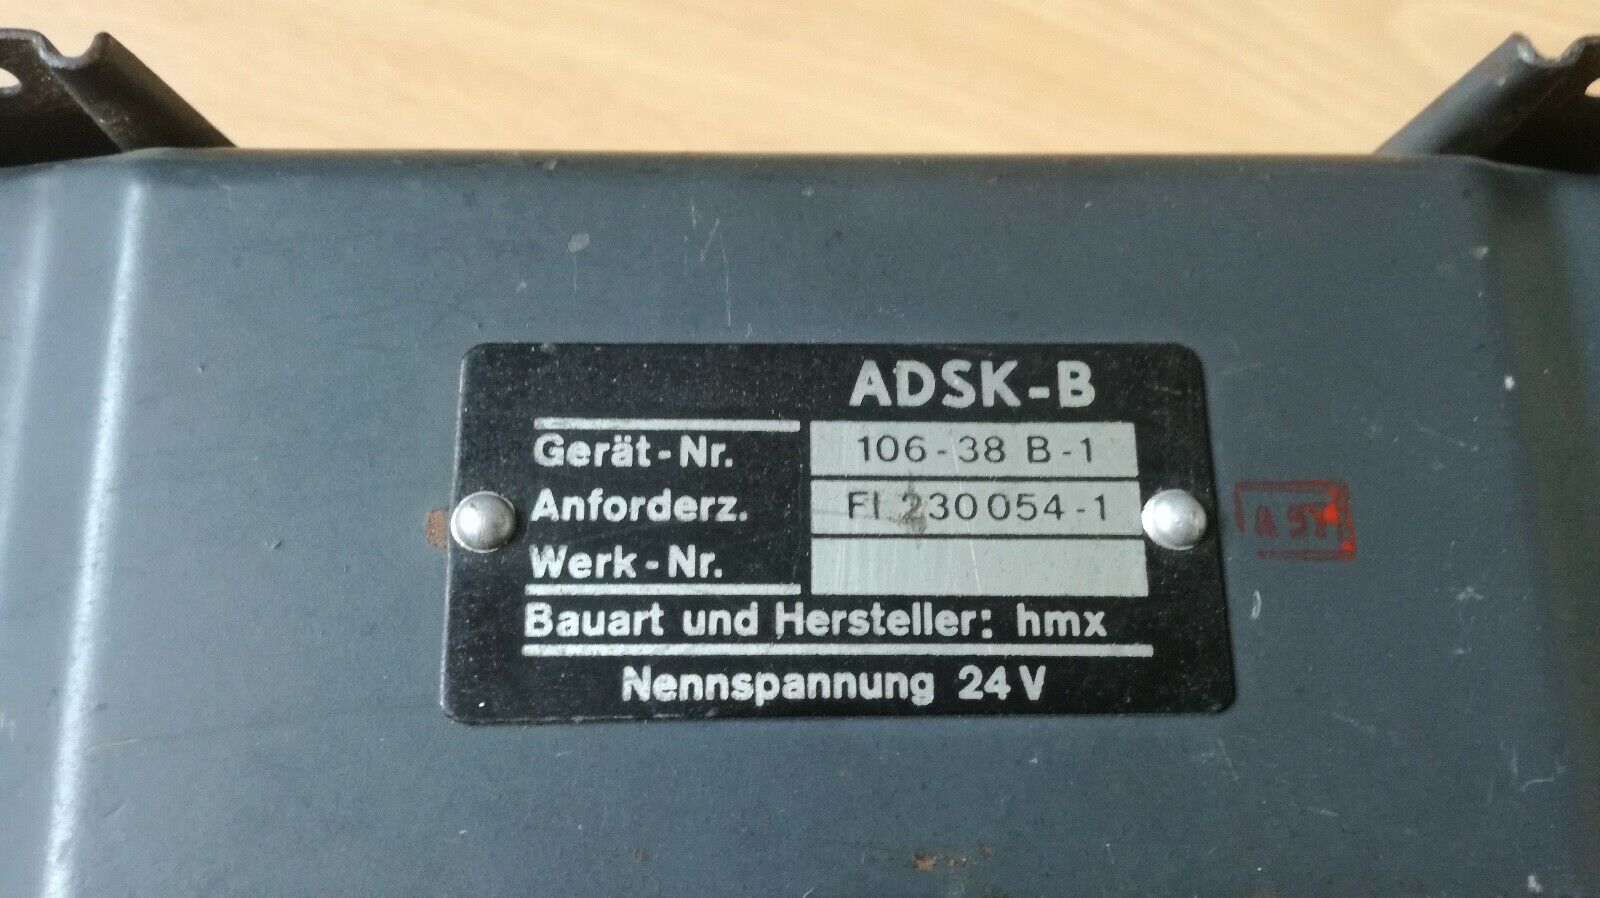 ADSK-B
Gerät-Nr. 106-38 B-1
Anforderz. Fl 230054-1
Werk-Nr.
Bauart und Hersteller: hmx
Nennspannung 24 V